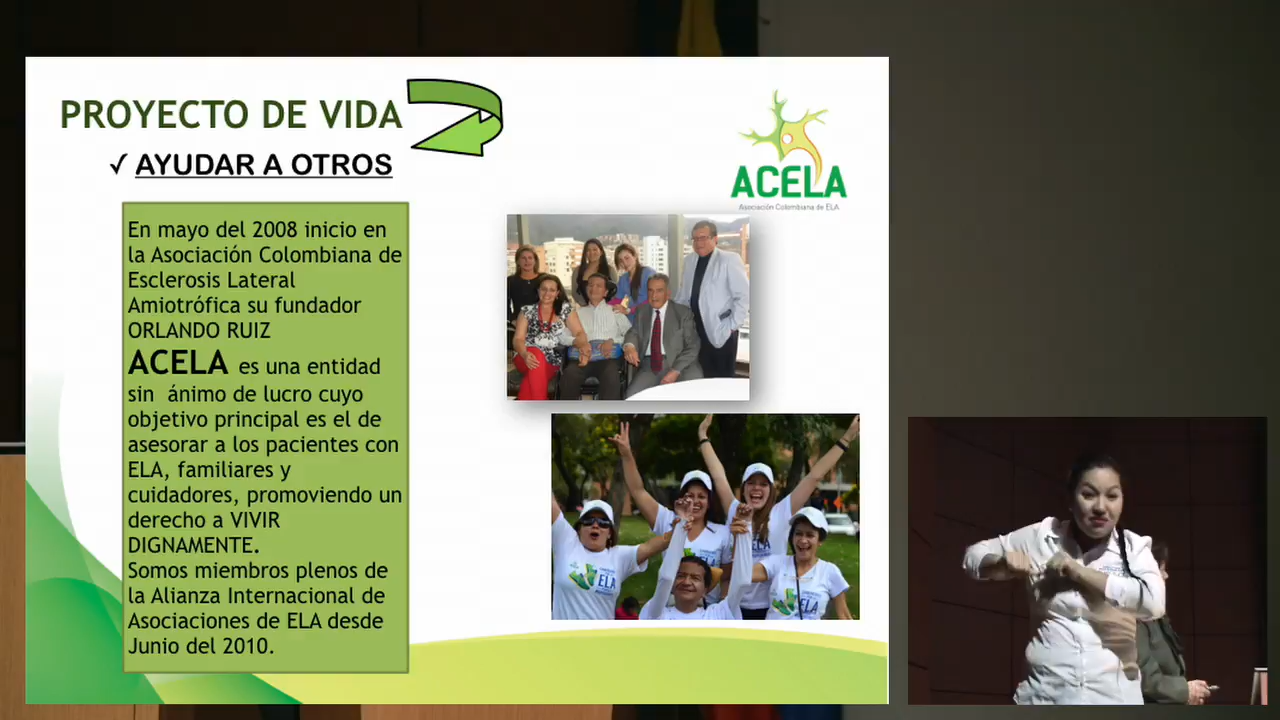 PROYECTO DE VIDA
✓ AYUDAR A OTROS
ACELA
Asociación Colombiana de ELA
En mayo del 2008 inicio en
la Asociación Colombiana de
Esclerosis Lateral
Amiotrófica su fundador
ORLANDO RUIZ
ACELA es una entidad
sin ánimo de lucro cuyo
objetivo principal es el de
asesorar a los pacientes con
ELA, familiares y
cuidadores, promoviendo un
derecho a VIVIR
DIGNAMENTE.
Somos miembros plenos de
la Alianza Internacional de
Asociaciones de ELA desde
Junio del 2010.
ELA
ELA